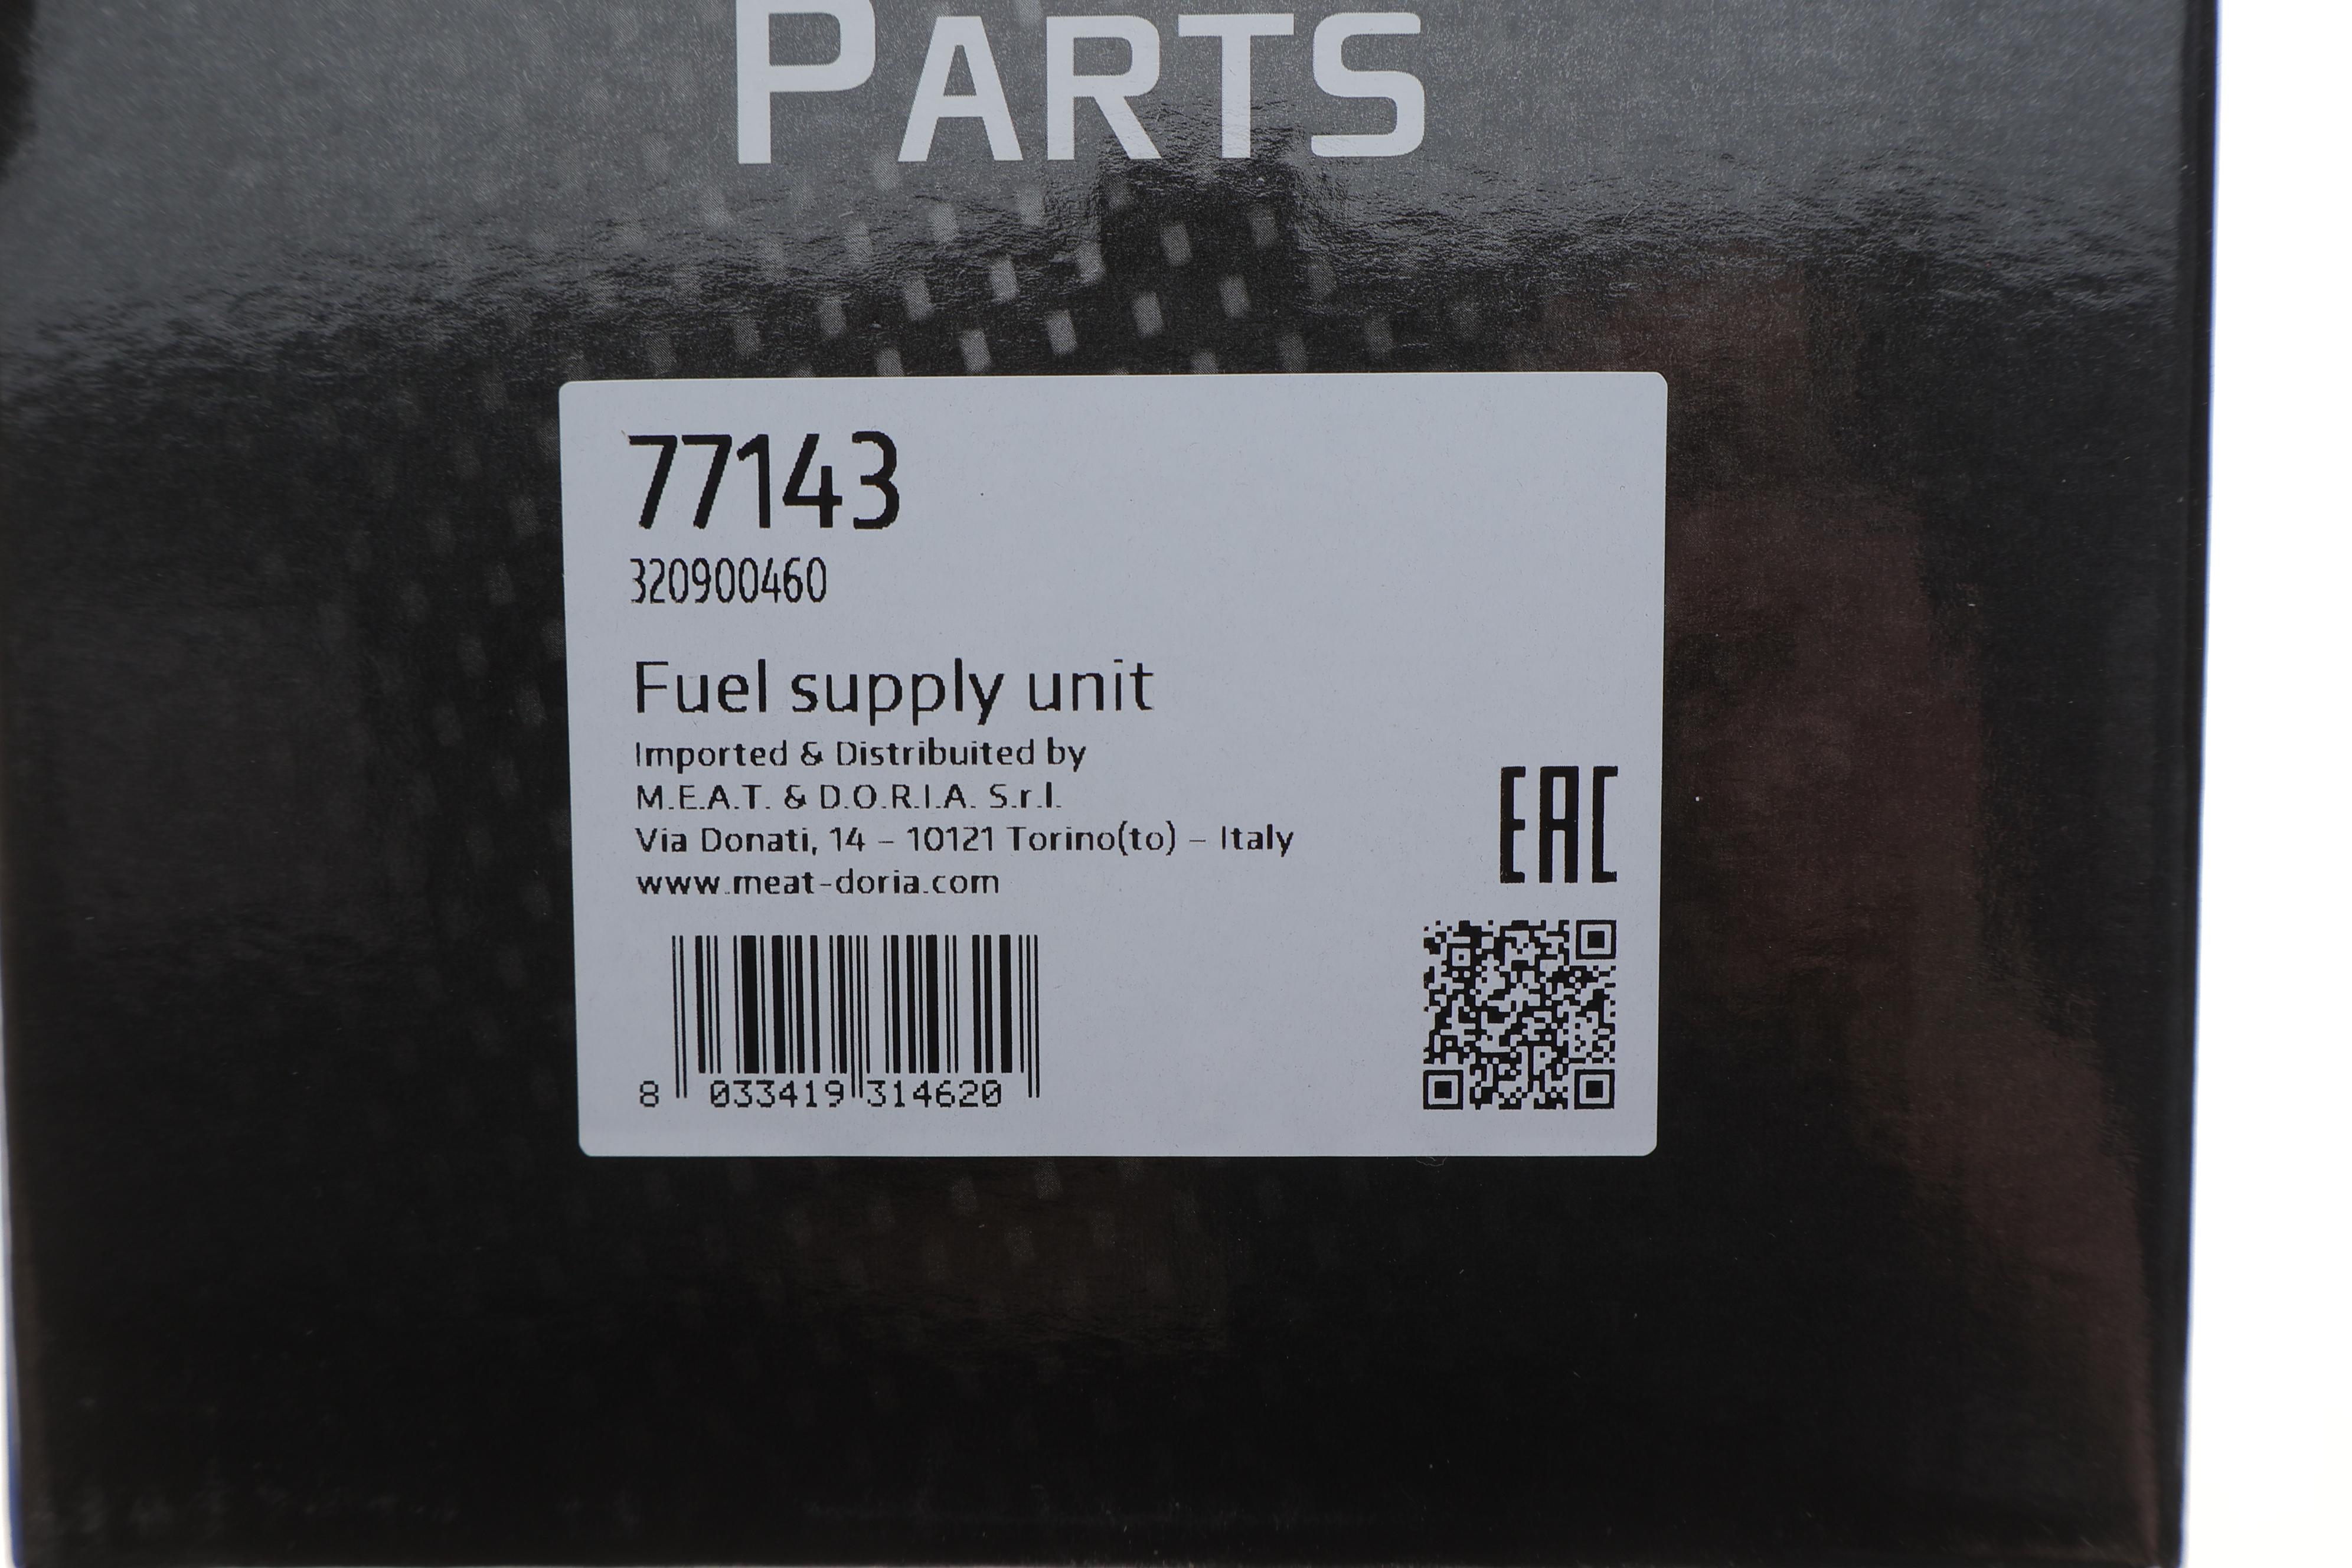 PARTS
77143
320900460
Fuel supply unit
Imported & Distribuited by
M.E.A.T. & D.O.R.I.A. S.r.l.
Via Donati, 14 – 10121 Torino(to) – Italy
www.meat-doria.com
EAC
8 033419 314620